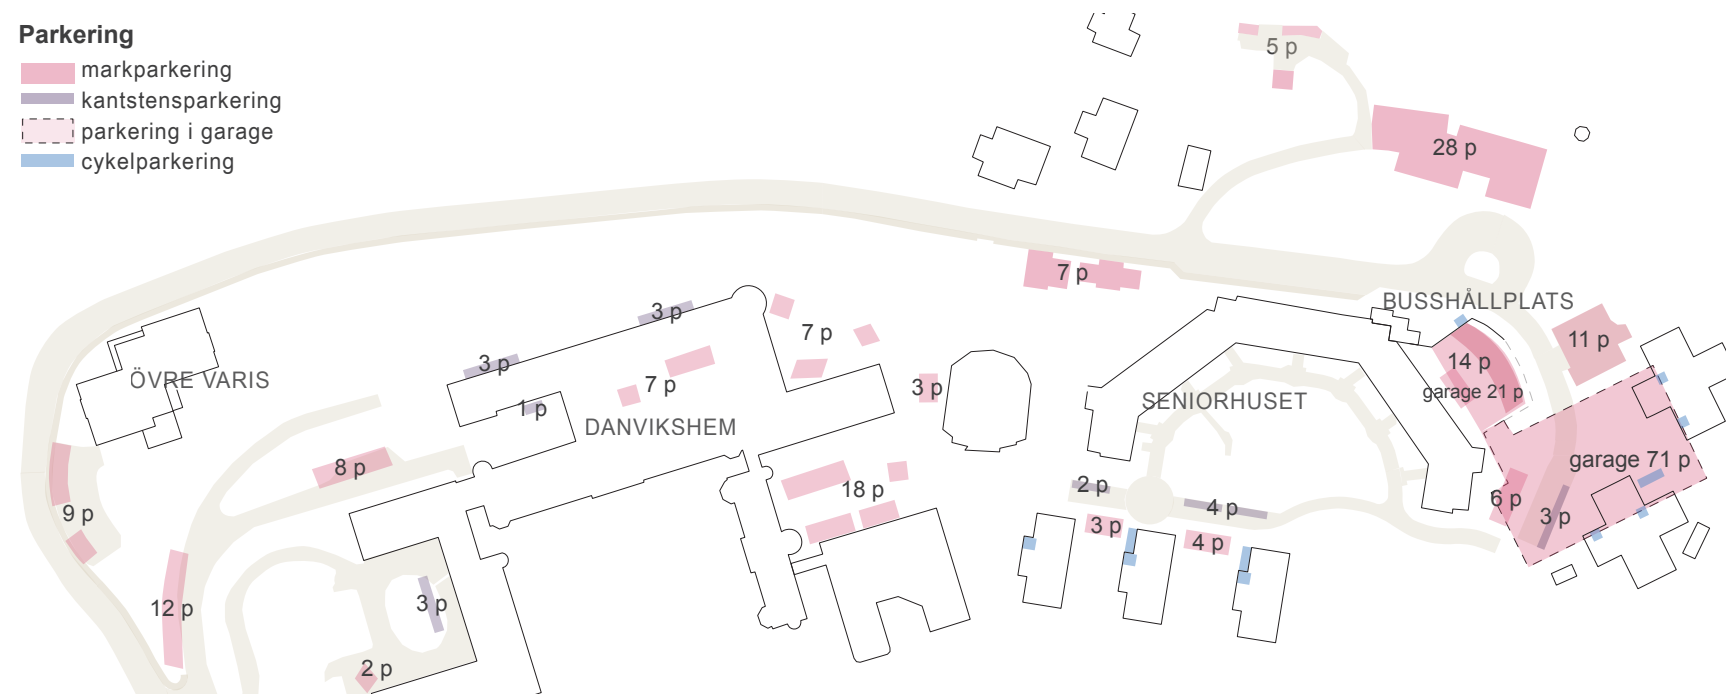 Parkering
markparkering
kantstensparkering
parkering i garage
cykelparkering
5 p
28 p
7 p
BUSSHÅLLPLATS
3 p
7 p
11 p
3 p
14 p
ÖVRE VARIS
7 p
3 p
garage 21 p
1 p
SENIORHUSET
DANVIKSHEM
8 p
garage 71 p
18 p
2 p
6 p
9 p
4 p
3 p
3 p
4 p
12 p
3 p
2 p